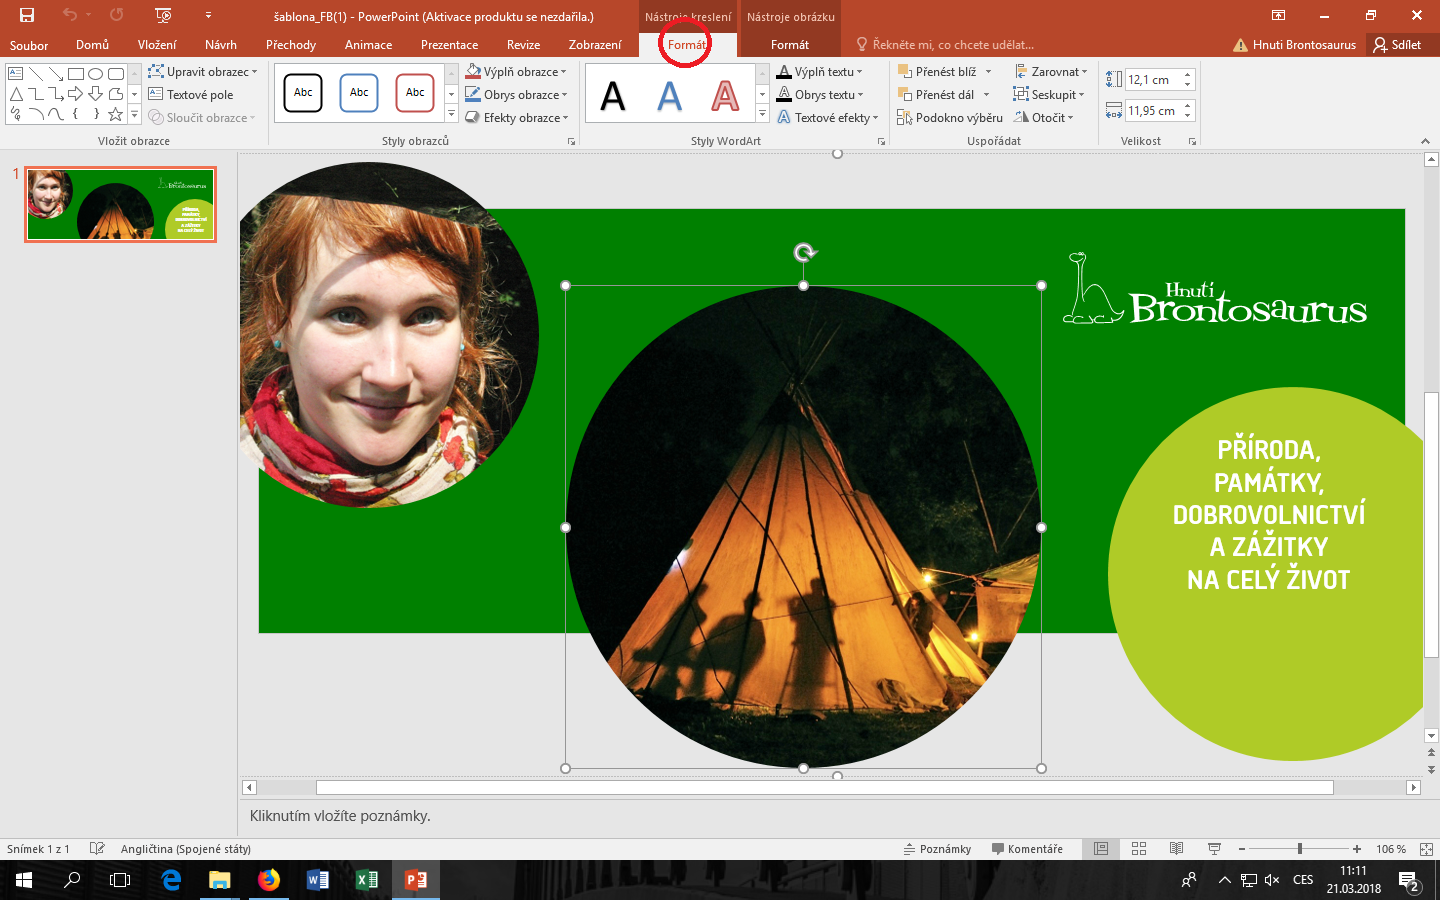 šablona_FB(1) - PowerPoint (Aktivace produktu se nezdařila.)
Nástroje kreslení
Nástroje obrázku
Soubor
Domů
Vložení
Návrh
Přechody
Animace
Prezentace
Revize
Zobrazení
Formát
Formát
Řekněte mi, co chcete udělat...
Hnuti Brontosaurus
Sdílet
Upravit obrazec
Textové pole
Sloučit obrazce
Vložit obrazce
Abc
Abc
Abc
Výplň obrazce
Obrys obrazce
Efekty obrazce
Styly obrazců
A
A
A
Výplň textu
Obrys textu
Textové efekty
Styly WordArt
Přenést blíž
Přenést dál
Podokno výběru
Zarovnat
Seskupit
Otočit
Uspořádat
12,1 cm
11,95 cm
Velikost
1
Hnutí
Brontosaurus
PŘÍRODA,
PAMÁTKY,
DOBROVOLNICTVÍ
A ZÁŽITKY
NA CELÝ ŽIVOT
Kliknutím vložíte poznámky.
Snímek 1 z 1
Angličtina (Spojené státy)
Poznámky
Komentáře
106 %
CES
11:11
21.03.2018
2